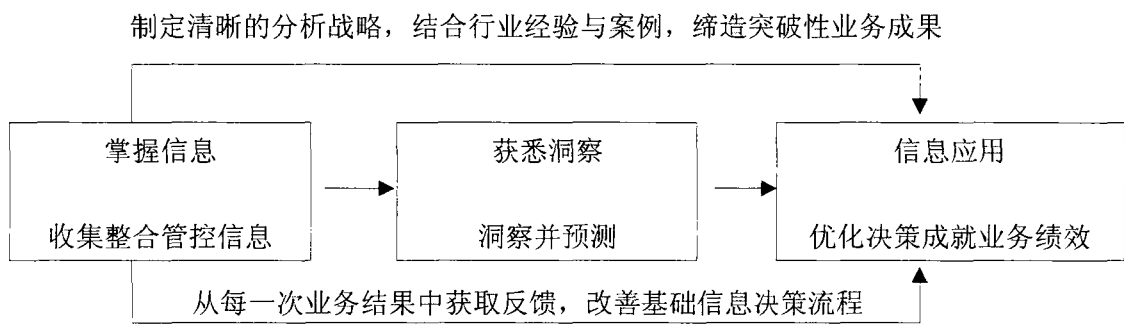 制定清晰的分析战略，结合行业经验与案例，缔造突破性业务成果
掌握信息
收集整合管控信息
获悉洞察
洞察并预测
信息应用
优化决策成就业务绩效
从每一次业务结果中获取反馈，改善基础信息决策流程